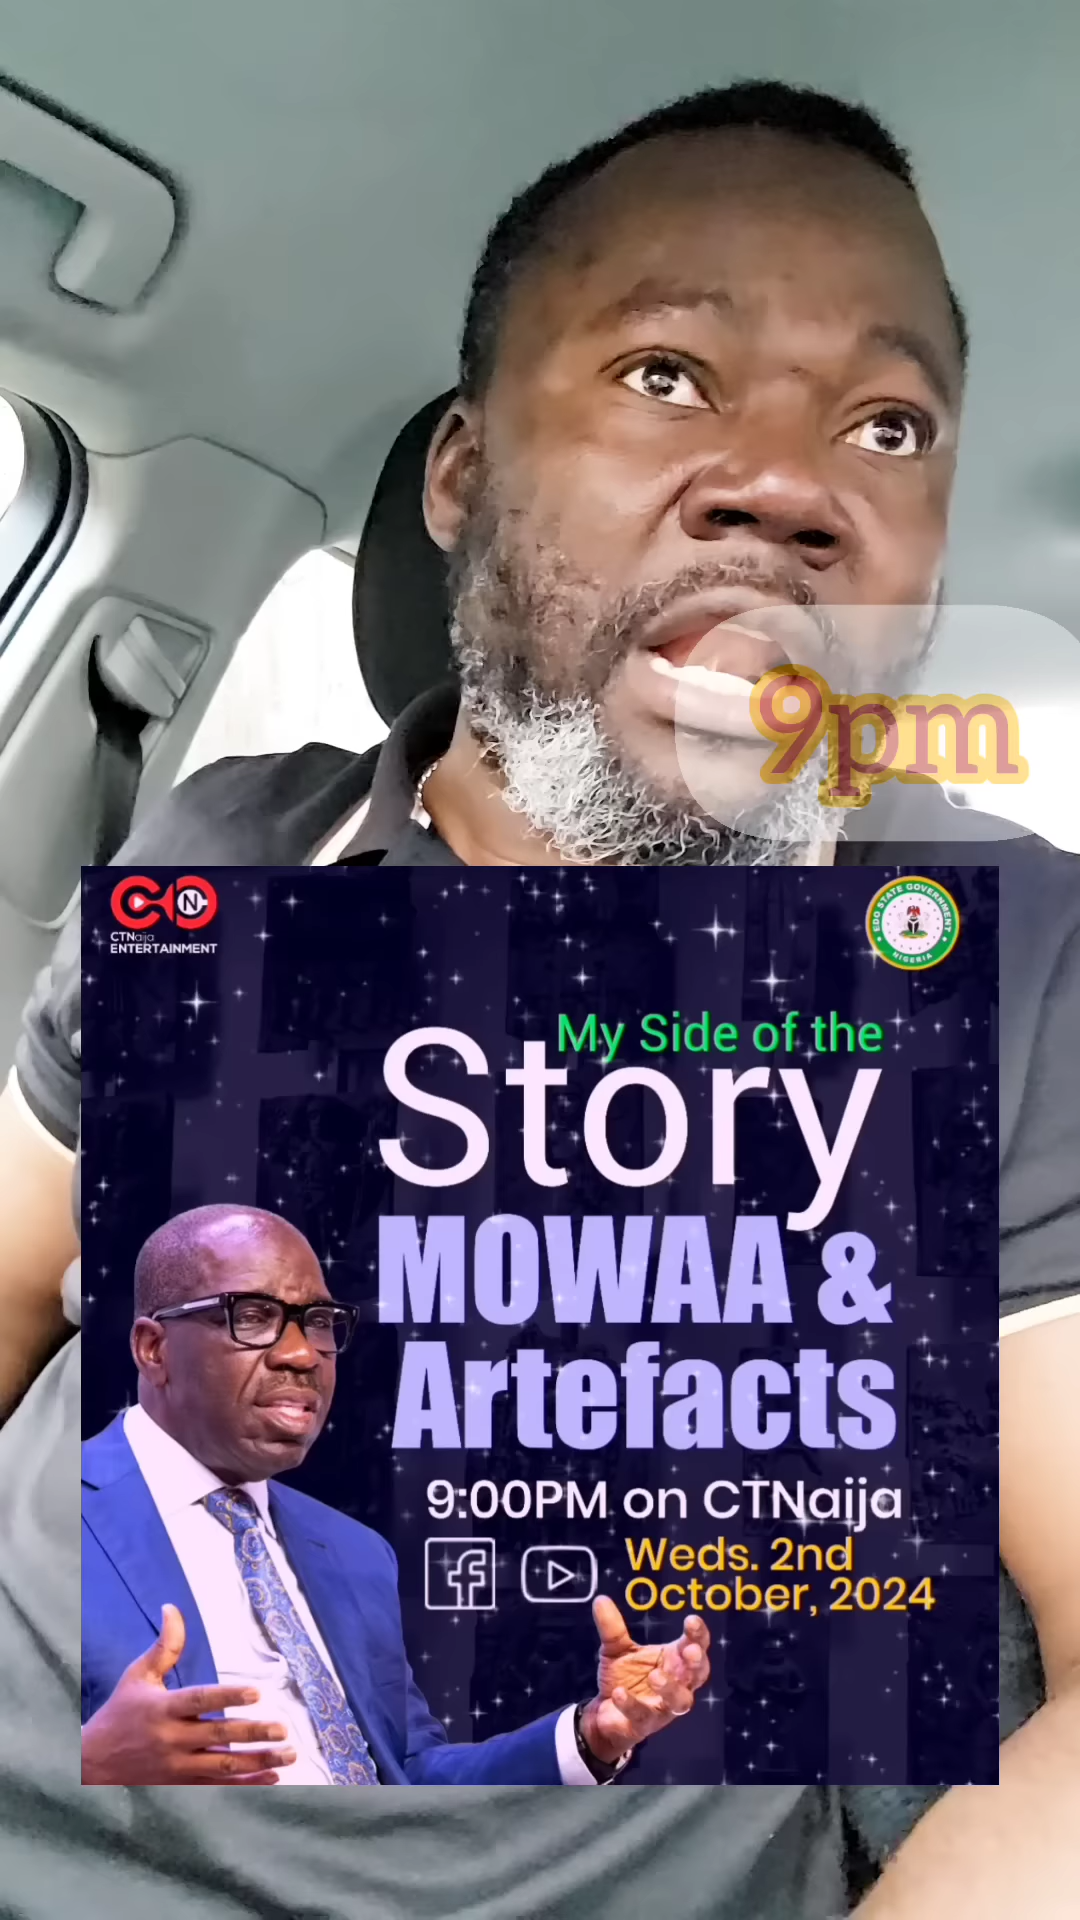 9pm
CTNaija
ENTERTAINMENT
N
EDO STATE GOVERNMENT
NIGERIA
My Side of the
Story
MOWAA &
Artefacts
9:00PM on CTNaija
Weds. 2nd
October, 2024